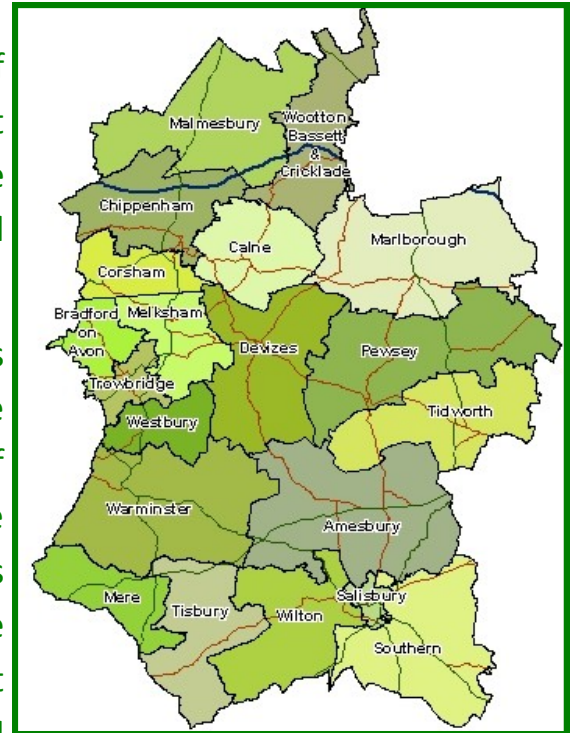 Malmesbury
Wootton
Bassett
&
Cricklade
Chippenham
Calne
Marlborough
Corsham
Bradford
on
Avon
Melksham
Devizes
Pewsey
Trowbridge
Tidworth
Westbury
Warminster
Amesbury
Mere
Tisbury
Wilton
Salisbury
Southern